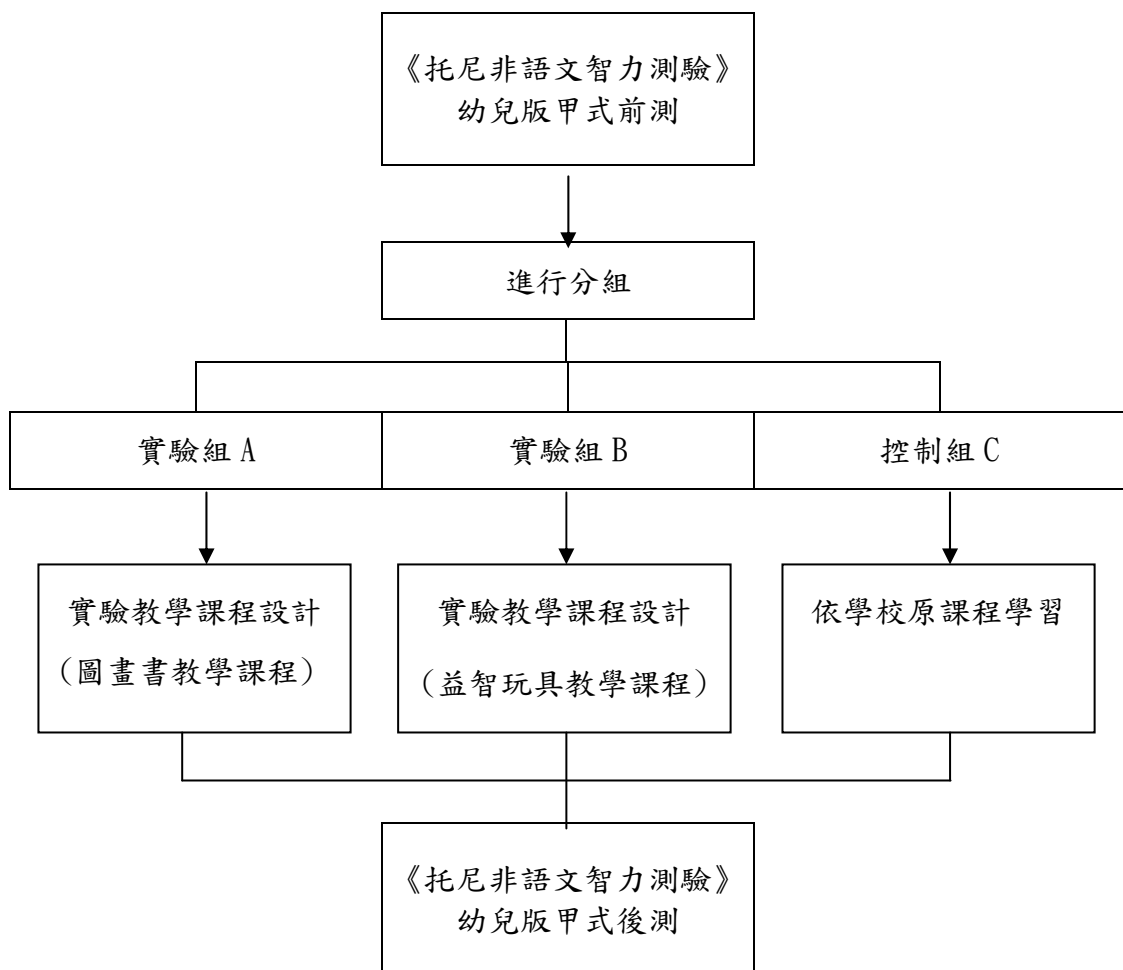 《托尼非語文智力測驗》
幼兒版甲式前測
進行分組
實驗組 A
實驗組 B
控制組 C
實驗教學課程設計
(圖畫書教學課程)
實驗教學課程設計
(益智玩具教學課程)
依學校原課程學習
《托尼非語文智力測驗》
幼兒版甲式後測